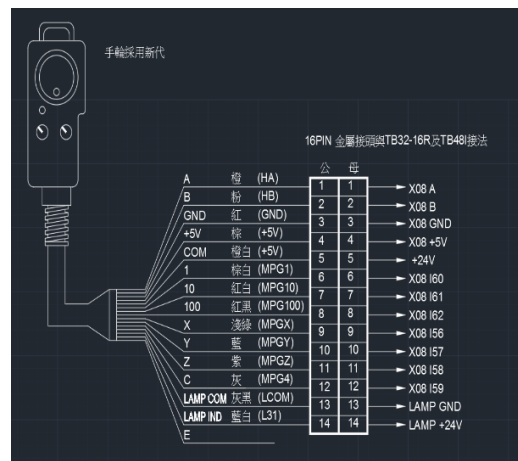 手輪採用新代
16PIN 金屬接頭與TB32-16R及TB48I接法
公 母
A 橙 (HA) 1 1 X08 A
B 粉 (HB) 2 2 X08 B
GND 紅 (GND) 3 3 X08 GND
+5V 棕 (+5V) 4 4 X08 +5V
COM 橙白 (+5V) 5 5 +24V
1 棕白 (MPG1) 6 6 X08 I60
10 紅白 (MPG10) 7 7 X08 I61
100 紅黑 (MPG100) 8 8 X08 I62
X 淺綠 (MPGX) 9 9 X08 I56
Y 藍 (MPGY) 10 10 X08 I57
Z 紫 (MPGZ) 11 11 X08 I58
C 灰 (MPG4) 12 12 X08 I59
LAMP COM 灰黑 (LCOM) 13 13 LAMP GND
LAMP IND 藍白 (L31) 14 14 LAMP +24V
E